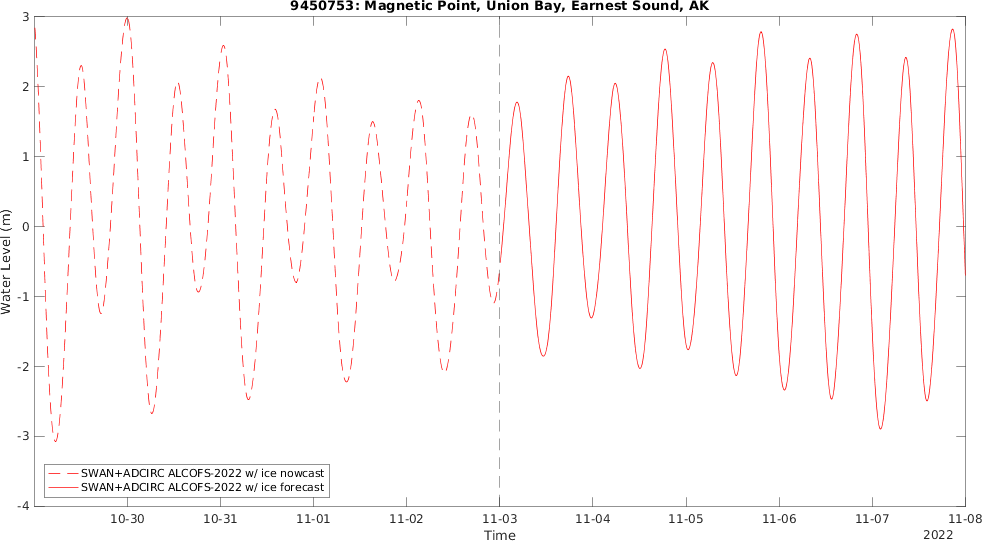 9450753: Magnetic Point, Union Bay, Earnest Sound, AK
3
2
1
0
-1
-2
-3
-4
Water Level (m)
SWAN+ADCIRC ALCOFS-2022 w/ ice nowcast
SWAN+ADCIRC ALCOFS-2022 w/ ice forecast
10-30 10-31 11-01 11-02 11-03 11-04 11-05 11-06 11-07 11-08
Time
2022